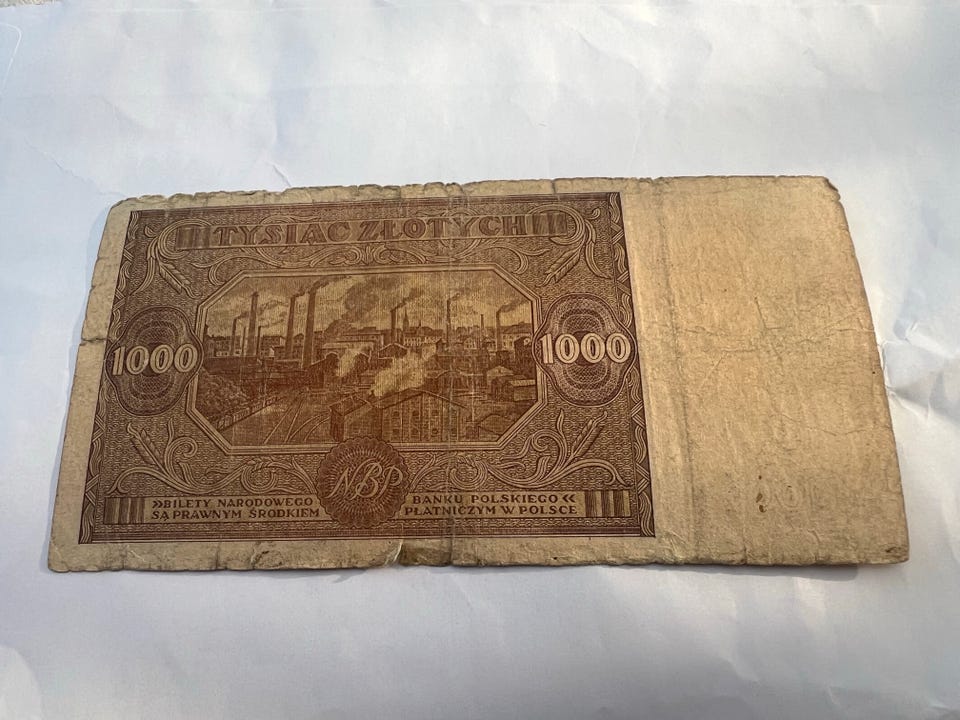 TYSIĄC ZŁOTYCH
1000
1000
NBP
»BILETY NARODOWEGO BANKU POLSKIEGO«
SĄ PRAWNYM ŚRODKIEM PŁATNICZYM W POLSCE